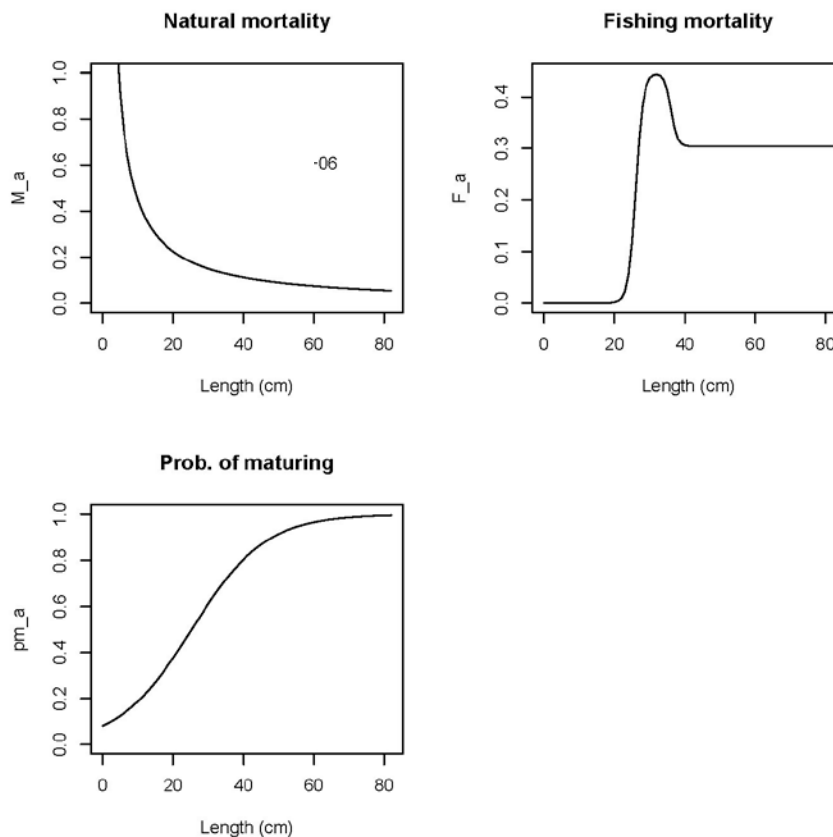 Natural mortality
M_a
0.0 0.2 0.4 0.6 0.8 1.0
-06
0 20 40 60 80
Length (cm)
Fishing mortality
F_a
0.0 0.1 0.2 0.3 0.4
0 20 40 60 80
Length (cm)
Prob. of maturing
pm_a
0.0 0.2 0.4 0.6 0.8 1.0
0 20 40 60 80
Length (cm)